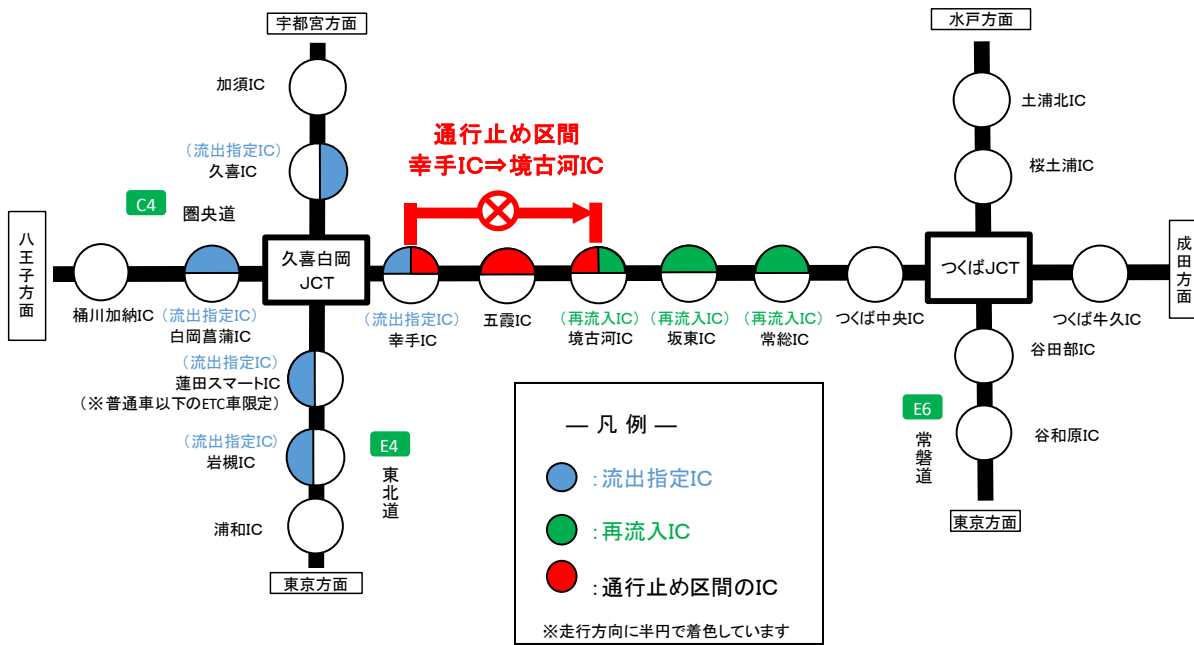 宇都宮方面
水戸方面
加須IC
土浦北IC
通行止め区間
幸手IC⇒境古河IC
(流出指定IC)
久喜IC
桜土浦IC
C4
圏央道
八王子方面
久喜白岡
JCT
つくばJCT
成田方面
桶川加納IC
(流出指定IC)
白岡菖蒲IC
(流出指定IC)
幸手IC
五霞IC
(再流入IC)
境古河IC
(再流入IC)
坂東IC
(再流入IC)
常総IC
つくば中央IC
つくば牛久IC
(流出指定IC)
蓮田スマートIC
(※普通車以下のETC車限定)
谷田部IC
(流出指定IC)
岩槻IC
E4
東北道
E6
常磐道
谷和原IC
浦和IC
東京方面
東京方面
― 凡 例 ―
：流出指定IC
：再流入IC
：通行止め区間のIC
※走行方向に半円で着色しています